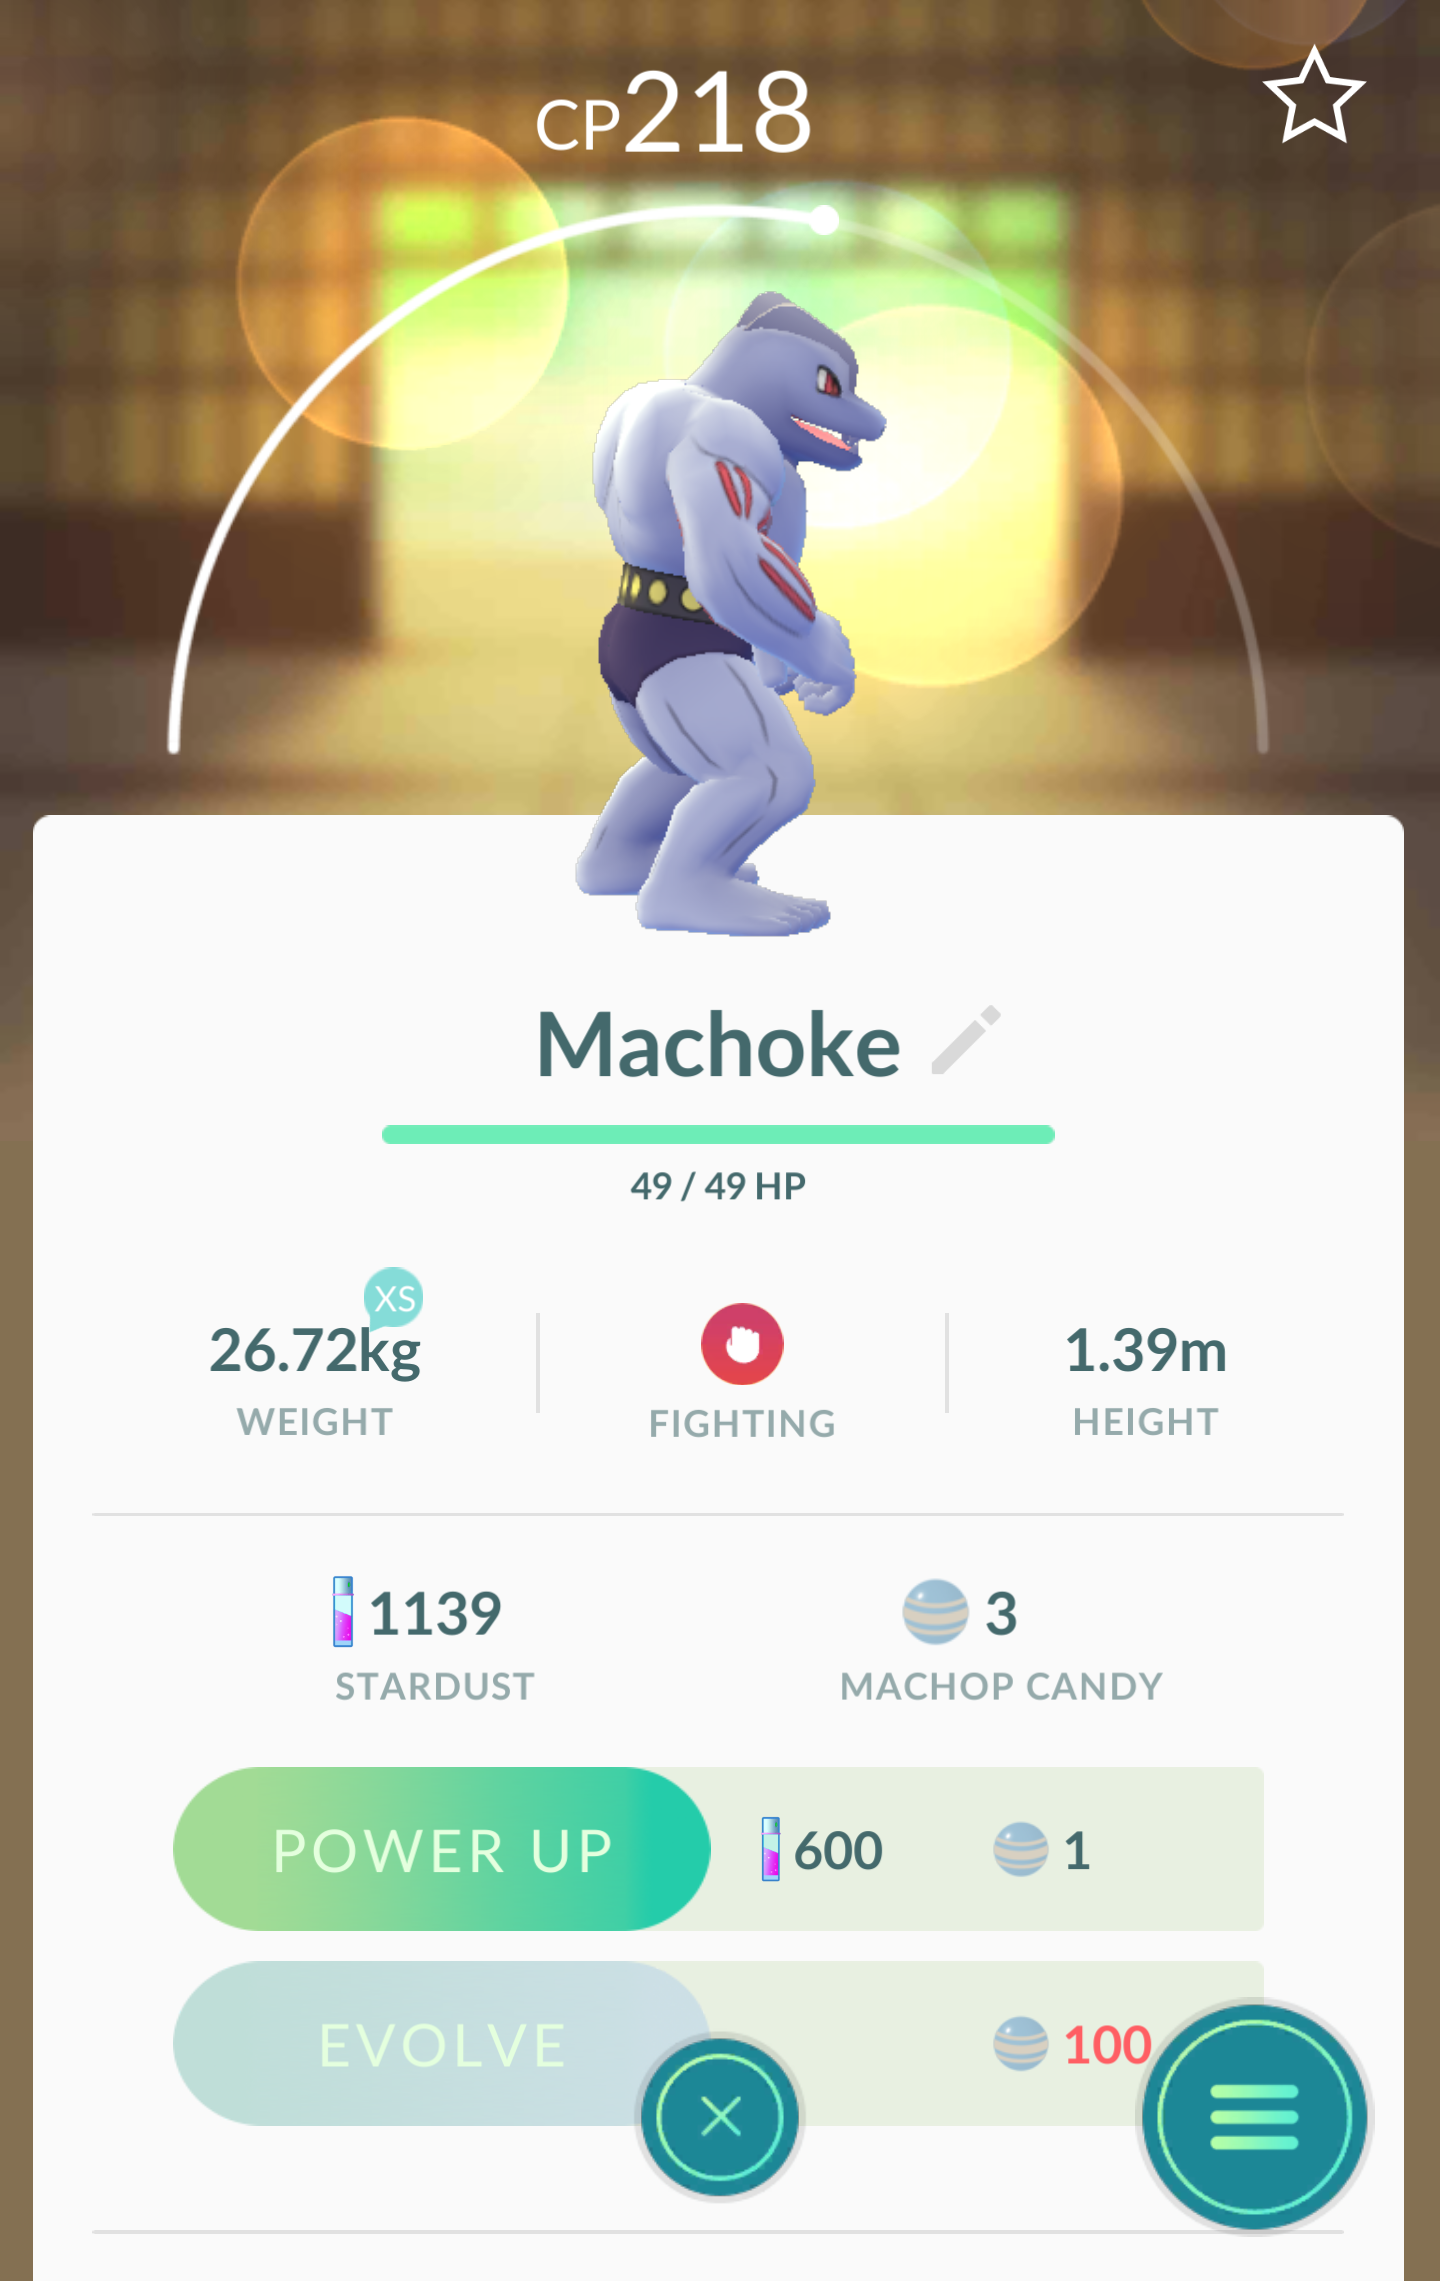 CP218
Machoke
49 / 49 HP
XS
26.72kg
WEIGHT
FIGHTING
1.39m
HEIGHT
1139
STARDUST
3
MACHOP CANDY
POWER UP 600 1
EVOLVE 100